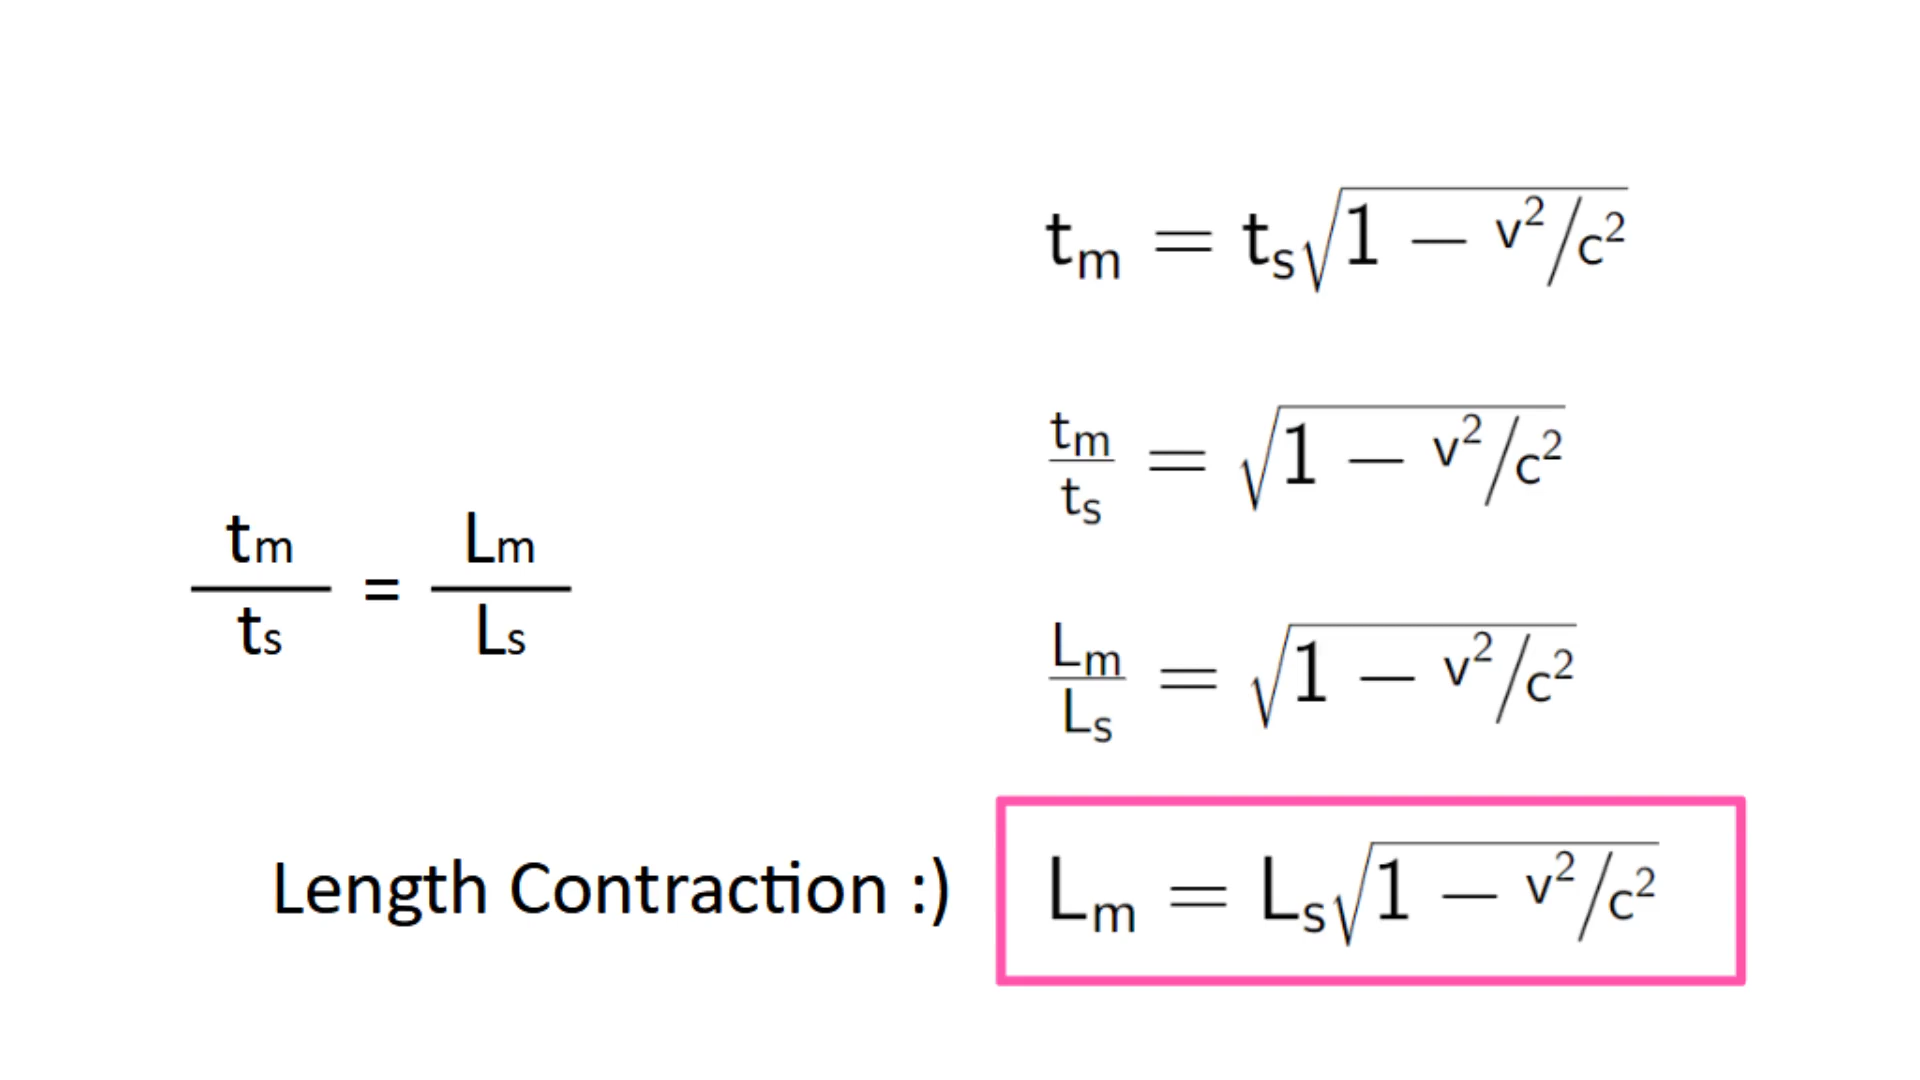 tₘ = tₛ√1 − v²/c²
tₘ/tₛ = √1 − v²/c²
tm/ts = Lm/Ls
Lₘ/Lₛ = √1 − v²/c²
Length Contraction :) Lₘ = Lₛ√1 − v²/c²